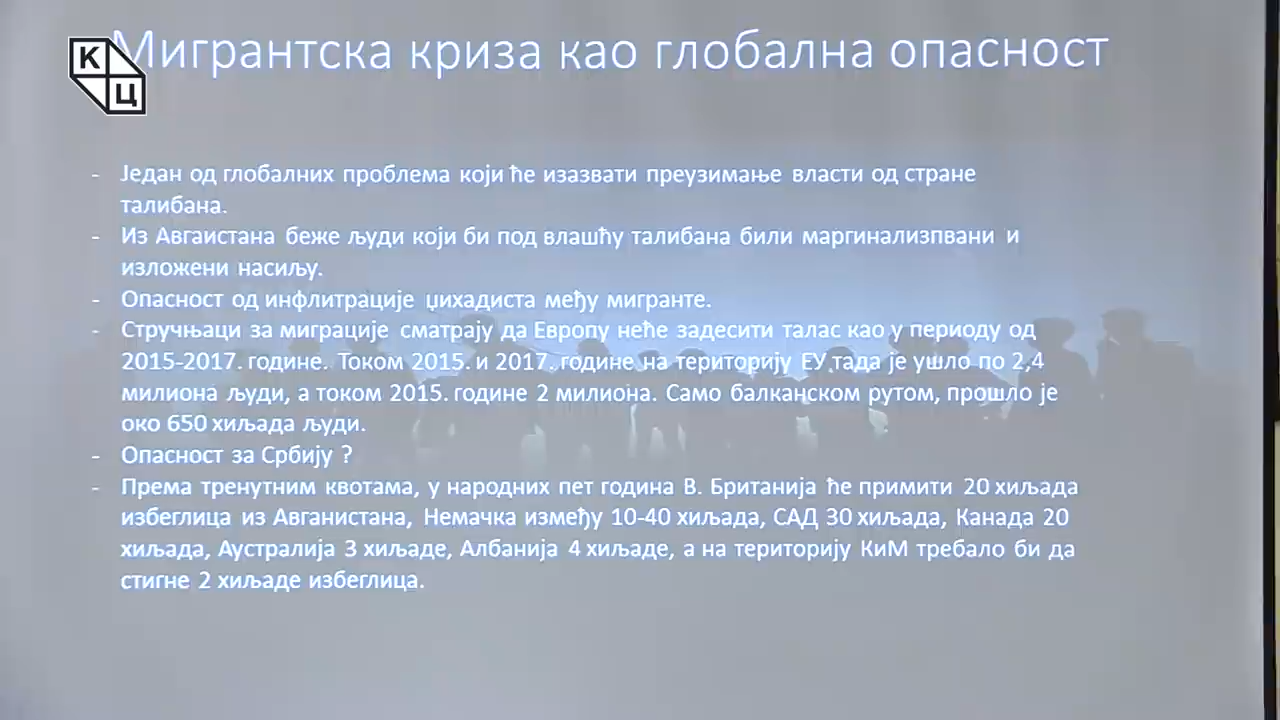 Мигрантска криза као глобална опасност
К
Ц
- Један од глобалних проблема који ће изазвати преузимање власти од стране
талибана.
- Из Авгаистана беже људи који би под влашћу талибана били маргинализпвани и
изложени насиљу.
- Опасност од инфлитрације џихадиста међу мигранте.
- Стручњаци за миграције сматрају да Европу неће задесити талас као у периоду од
2015-2017. године. Током 2015. и 2017. године на територију ЕУ тада је ушло по 2,4
милиона људи, а током 2015. године 2 милиона. Само балканском рутом, прошло је
око 650 хиљада људи.
- Опасност за Србију ?
- Према тренутним квотама, у народних пет година В. Британија ће примити 20 хиљада
избеглица из Авганистана, Немачка између 10-40 хиљада, САД 30 хиљада, Канада 20
хиљада, Аустралија 3 хиљаде, Албанија 4 хиљаде, а на територију КиМ требало би да
стигне 2 хиљаде избеглица.